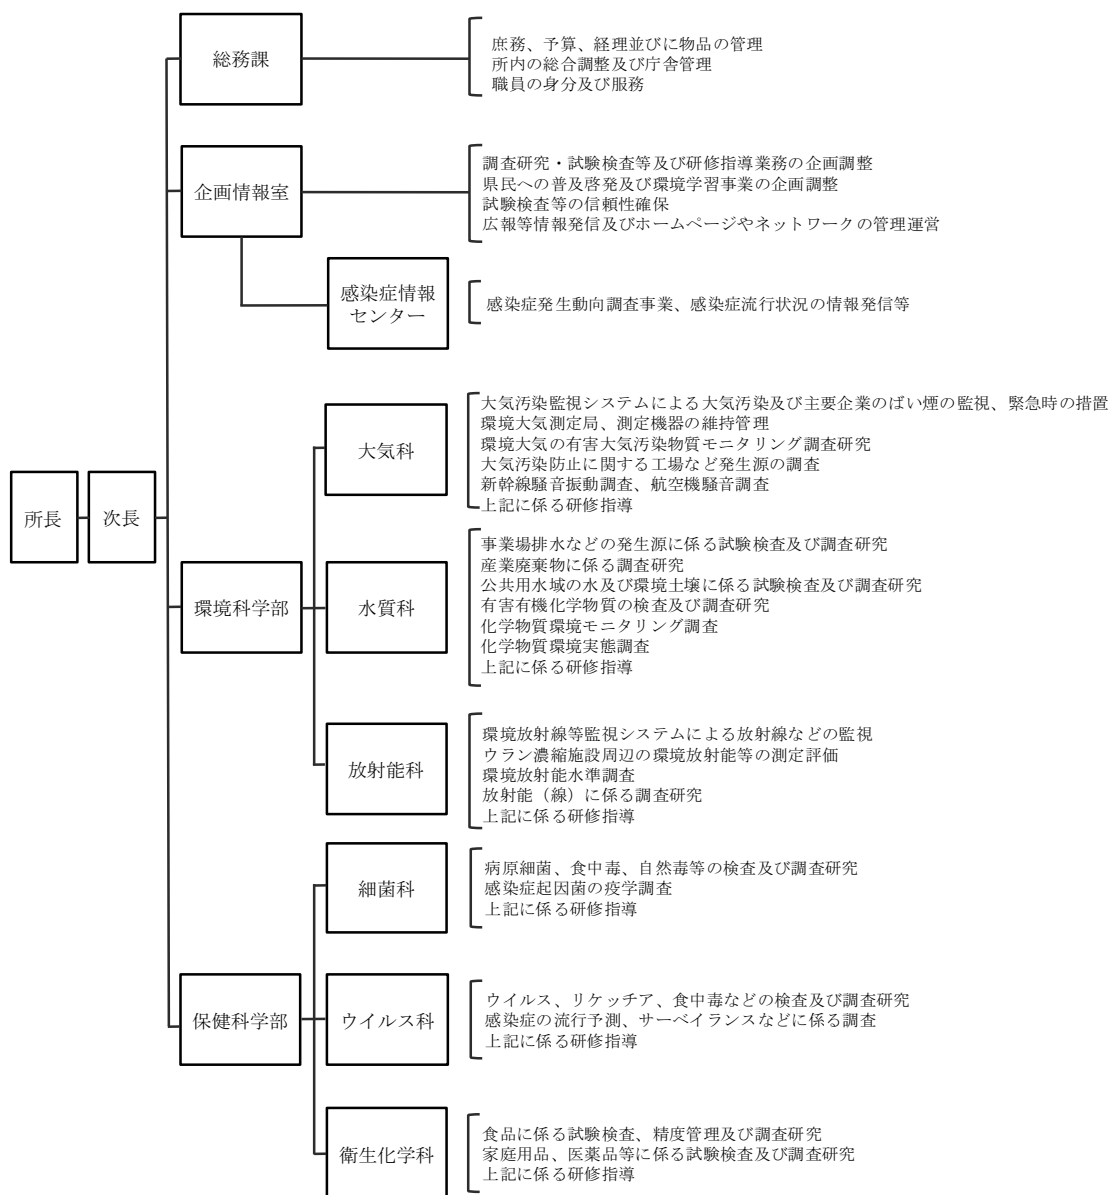 総務課
庶務、予算、経理並びに物品の管理
所内の総合調整及び庁舎管理
職員の身分及び服務
企画情報室
調査研究・試験検査等及び研修指導業務の企画調整
県民への普及啓発及び環境学習事業の企画調整
試験検査等の信頼性確保
広報等情報発信及びホームページやネットワークの管理運営
感染症情報
センター
感染症発生動向調査事業、感染症流行状況の情報発信等
所長
次長
環境科学部
大気科
大気汚染監視システムによる大気汚染及び主要企業のばい煙の監視、緊急時の措置
環境大気測定局、測定機器の維持管理
環境大気の有害大気汚染物質モニタリング調査研究
大気汚染防止に関する工場など発生源の調査
新幹線騒音振動調査、航空機騒音調査
上記に係る研修指導
水質科
事業場排水などの発生源に係る試験検査及び調査研究
産業廃棄物に係る調査研究
公共用水域の水及び環境土壌に係る試験検査及び調査研究
有害有機化学物質の検査及び調査研究
化学物質環境モニタリング調査
化学物質環境実態調査
上記に係る研修指導
放射能科
環境放射線等監視システムによる放射線などの監視
ウラン濃縮施設周辺の環境放射能等の測定評価
環境放射能水準調査
放射能（線）に係る調査研究
上記に係る研修指導
保健科学部
細菌科
病原細菌、食中毒、自然毒等の検査及び調査研究
感染症起因菌の疫学調査
上記に係る研修指導
ウイルス科
ウイルス、リケッチア、食中毒などの検査及び調査研究
感染症の流行予測、サーベイランスなどに係る調査
上記に係る研修指導
衛生化学科
食品に係る試験検査、精度管理及び調査研究
家庭用品、医薬品等に係る試験検査及び調査研究
上記に係る研修指導